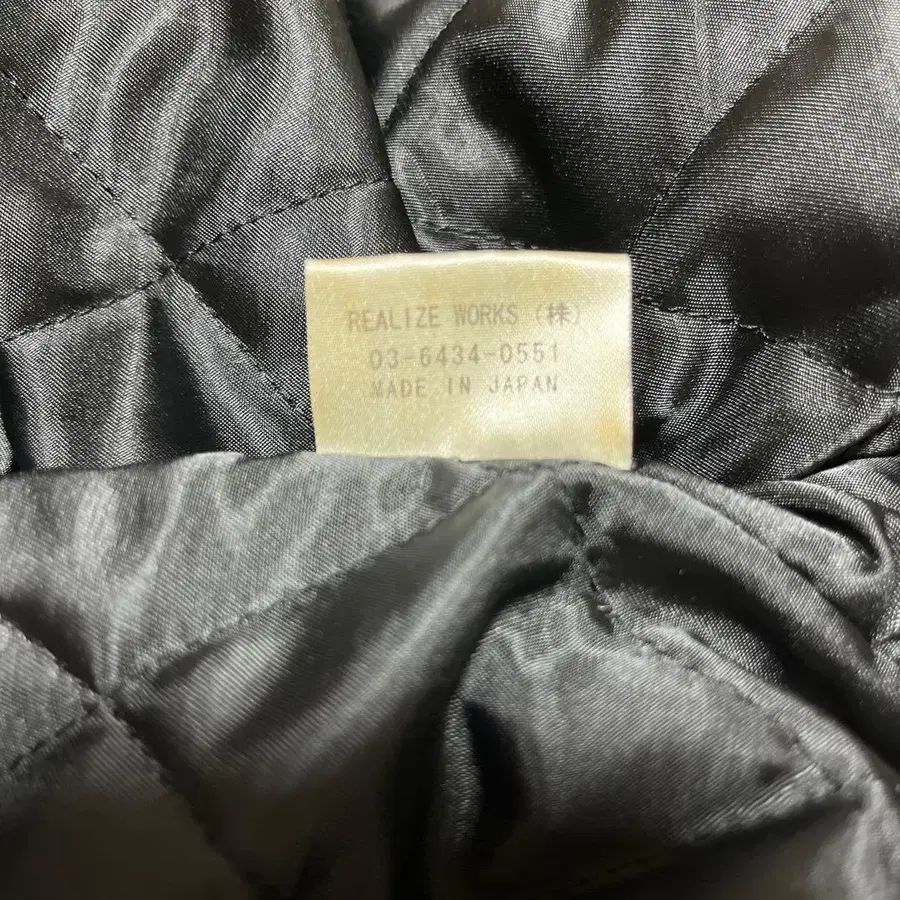 REALIZE WORKS (株)
03-6434-0551
MADE IN JAPAN